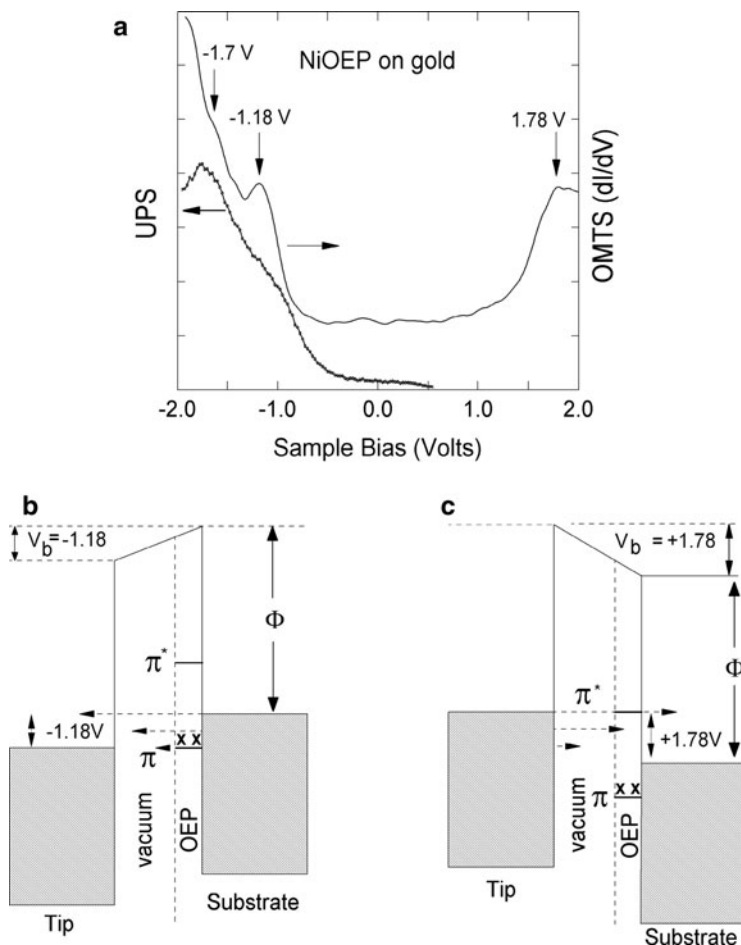 a
NiOEP on gold
-1.7 V
-1.18 V
1.78 V
UPS
OMTS (dI/dV)
-2.0 -1.0 0.0 1.0 2.0
Sample Bias (Volts)
b
V_b = -1.18
Φ
π*
-1.18V
x x
π
vacuum
OEP
Tip
Substrate
c
V_b = +1.78
Φ
π*
+1.78V
x x
π
vacuum
OEP
Tip
Substrate